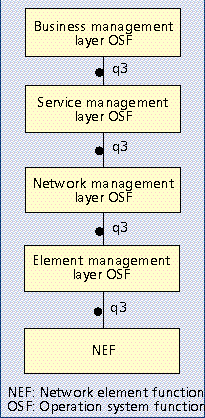 Business management
layer OSF
q3
Service management
layer OSF
q3
Network management
layer OSF
q3
Element management
layer OSF
q3
NEF
NEF: Network element function
OSF: Operation system function